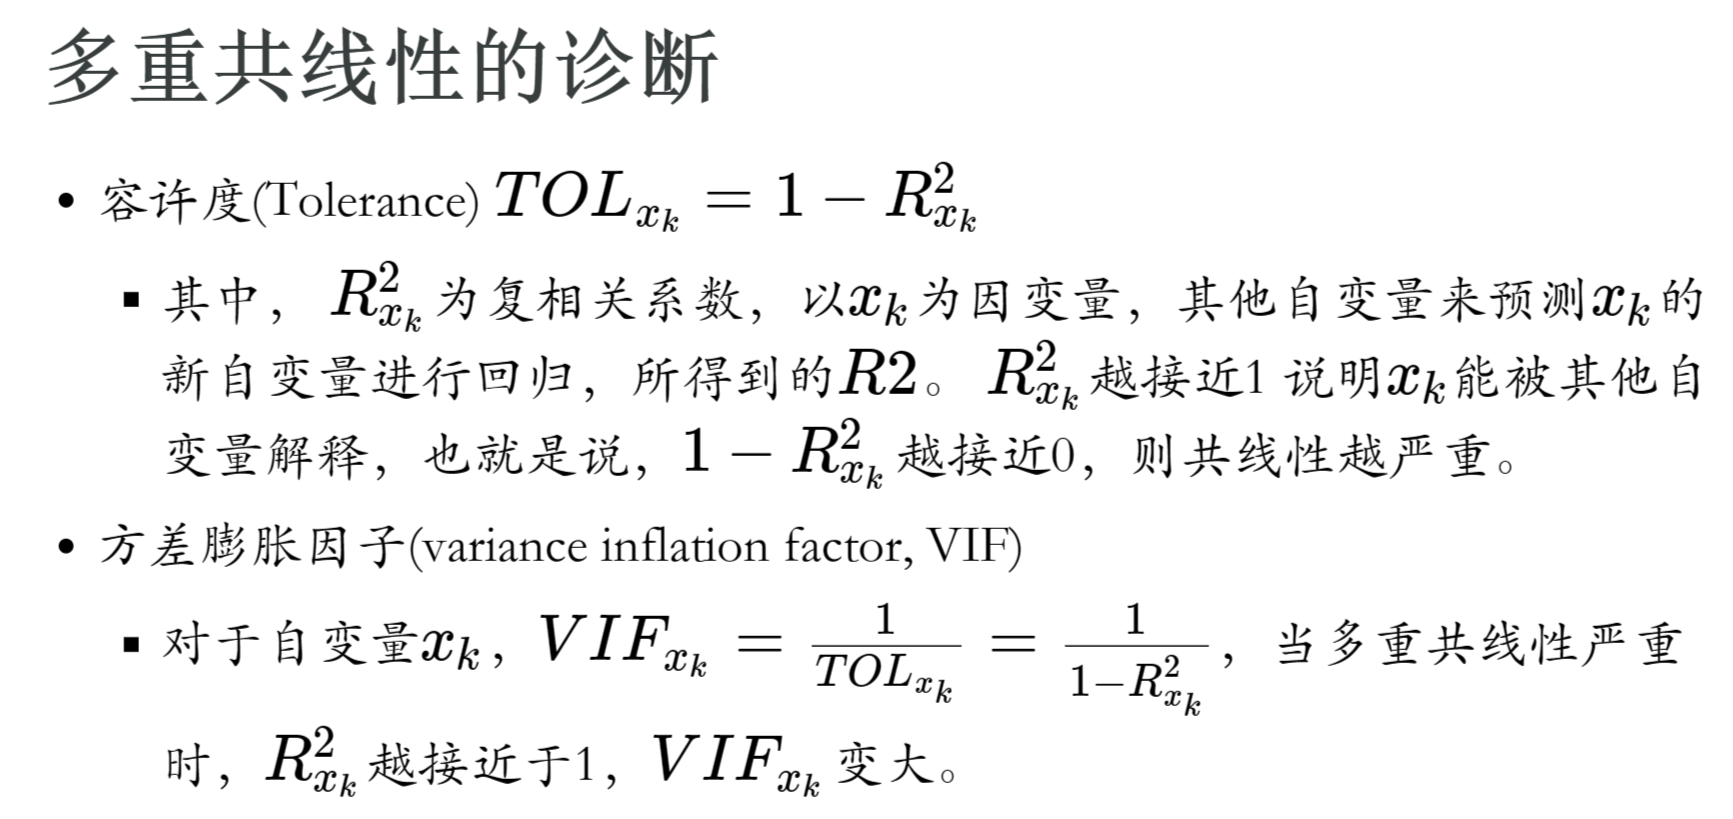 多重共线性的诊断
• 容许度(Tolerance) $TOL_{x_k} = 1 - R^2_{x_k}$
▪ 其中， $R^2_{x_k}$ 为复相关系数，以$x_k$为因变量，其他自变量来预测$x_k$的
新自变量进行回归，所得到的$R2$。 $R^2_{x_k}$越接近1 说明$x_k$能被其他自
变量解释，也就是说，$1 - R^2_{x_k}$越接近0，则共线性越严重。
• 方差膨胀因子(variance inflation factor, VIF)
▪ 对于自变量$x_k$，$VIF_{x_k} = \frac{1}{TOL_{x_k}} = \frac{1}{1-R^2_{x_k}}$，当多重共线性严重
时，$R^2_{x_k}$越接近于1，$VIF_{x_k}$变大。